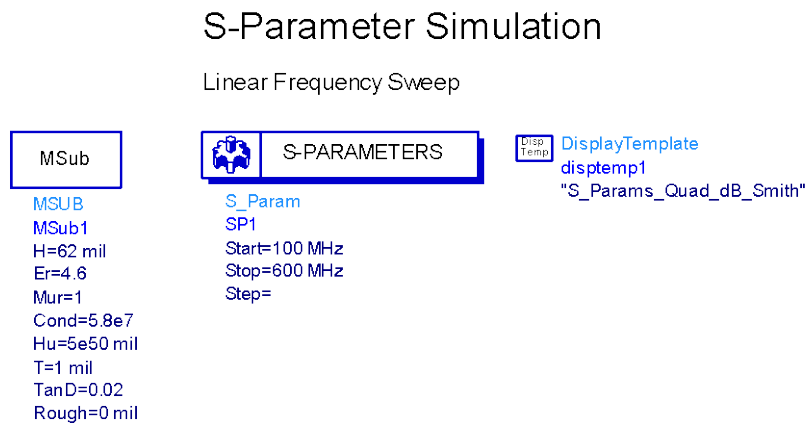 S-Parameter Simulation
Linear Frequency Sweep
MSub
MSUB
MSub1
H=62 mil
Er=4.6
Mur=1
Cond=5.8e7
Hu=5e50 mil
T=1 mil
TanD=0.02
Rough=0 mil
S-PARAMETERS
S_Param
SP1
Start=100 MHz
Stop=600 MHz
Step=
Disp
Temp
DisplayTemplate
disptemp1
"S_Params_Quad_dB_Smith"